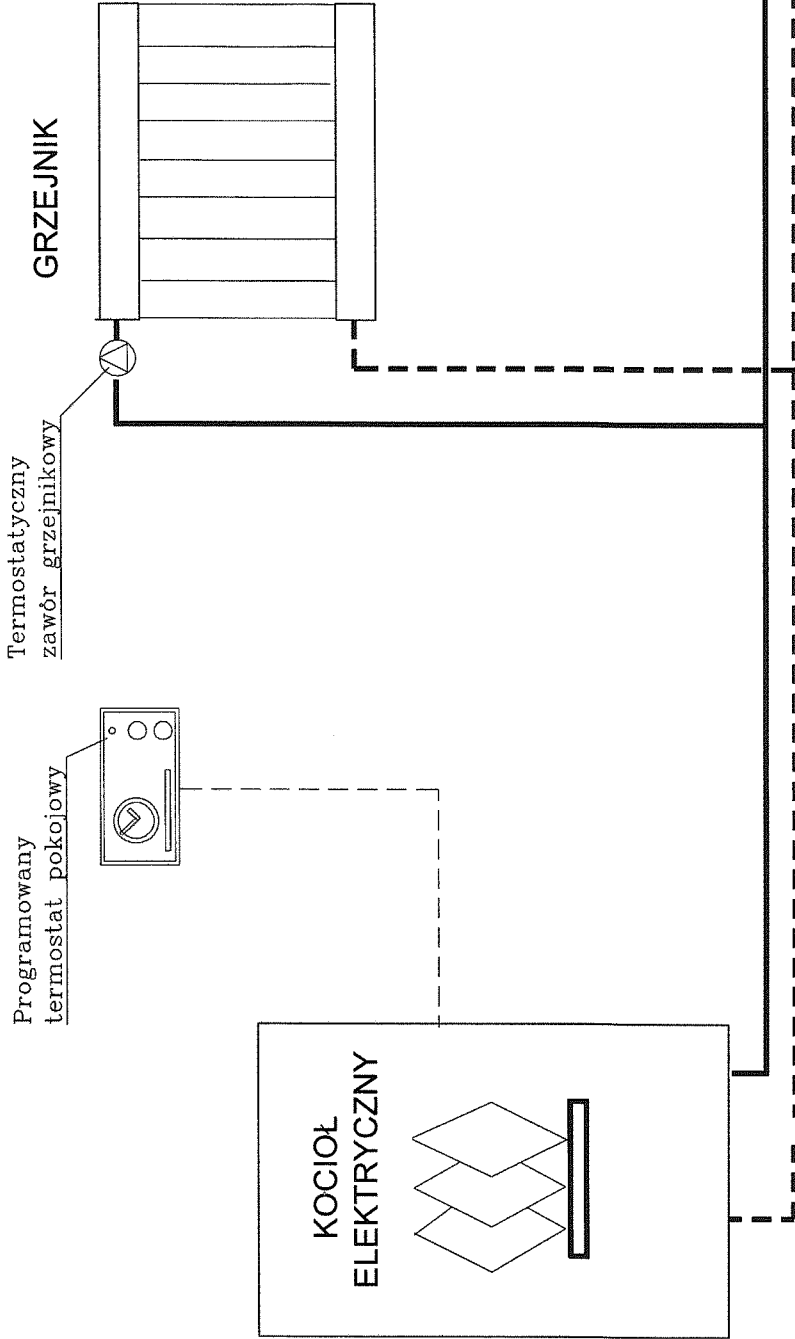 GRZEJNIK
Termostatyczny
zawór grzejnikowy
Programowany
termostat pokojowy
KOCIOŁ
ELEKTRYCZNY